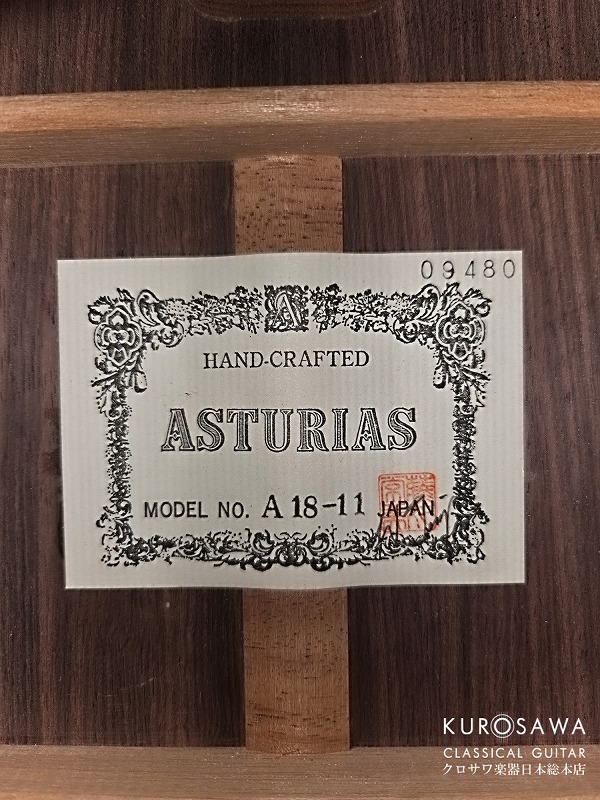 09480
A
HAND-CRAFTED
ASTURIAS
MODEL NO. A 18-11 JAPAN
KUROSAWA
CLASSICAL GUITAR
クロサワ楽器日本総本店